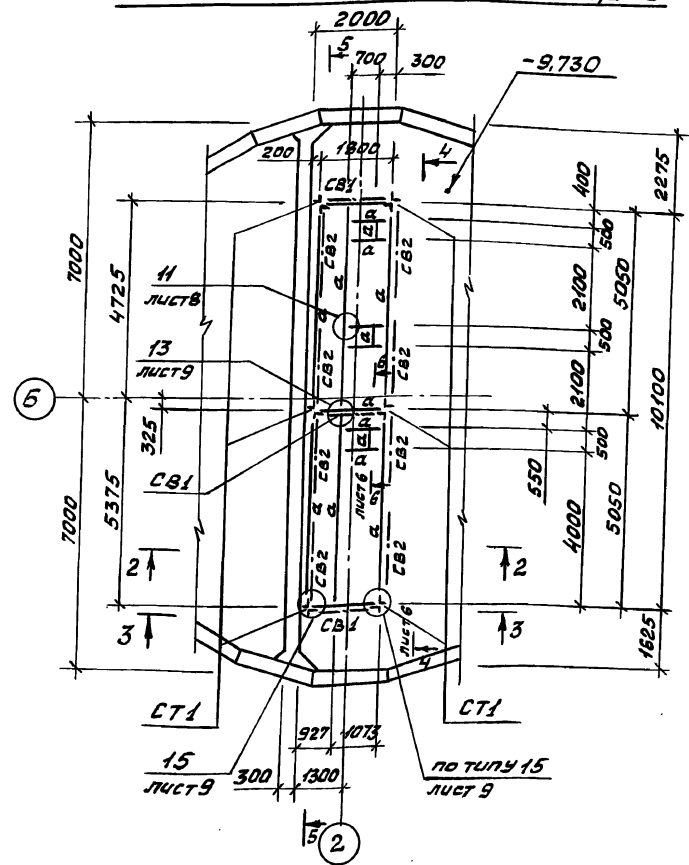 2000
5
700
300
-9,730
200
1800
4
СВ1
400
2275
а
а
а
500
СВ2
СВ2
7000
4725
11
лист8
а
а
2100
5050
а
500
13
лист9
СВ2
СВ2
б
2100
10100
Б
а
325
а
а
а
500
550
СВ1
СВ2
СВ2
лист6
б
5375
а
а
а
4000
5050
7000
2
2
СВ2
СВ2
3
СВ1
3
лист6
4
1625
СТ1
СТ1
927
1073
15
лист9
300
1300
по типу 15
лист 9
5
2